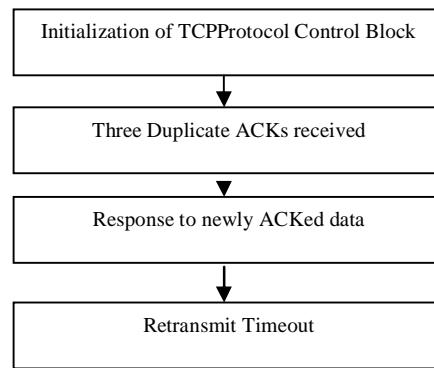 Initialization of TCPProtocol Control Block
Three Duplicate ACKs received
Response to newly ACKed data
Retransmit Timeout